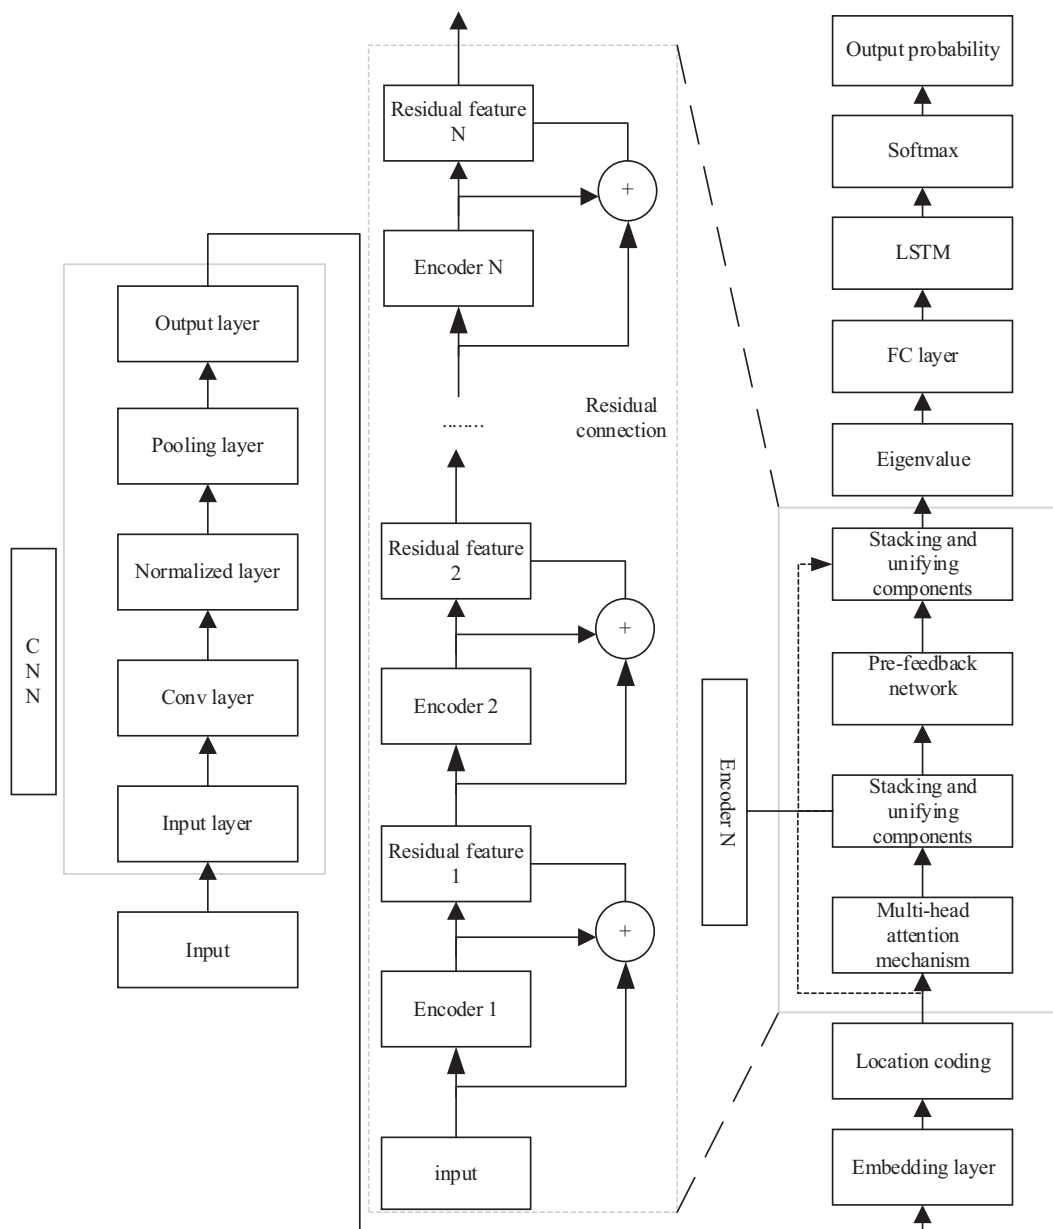 C
N
N
Output layer
Pooling layer
Normalized layer
Conv layer
Input layer
Input
Residual feature
N
+
Encoder N
Residual
connection
........
Residual feature
2
+
Encoder 2
Residual feature
1
+
Encoder 1
input
Encoder N
Output probability
Softmax
LSTM
FC layer
Eigenvalue
Stacking and
unifying
components
Pre-feedback
network
Stacking and
unifying
components
Multi-head
attention
mechanism
Location coding
Embedding layer